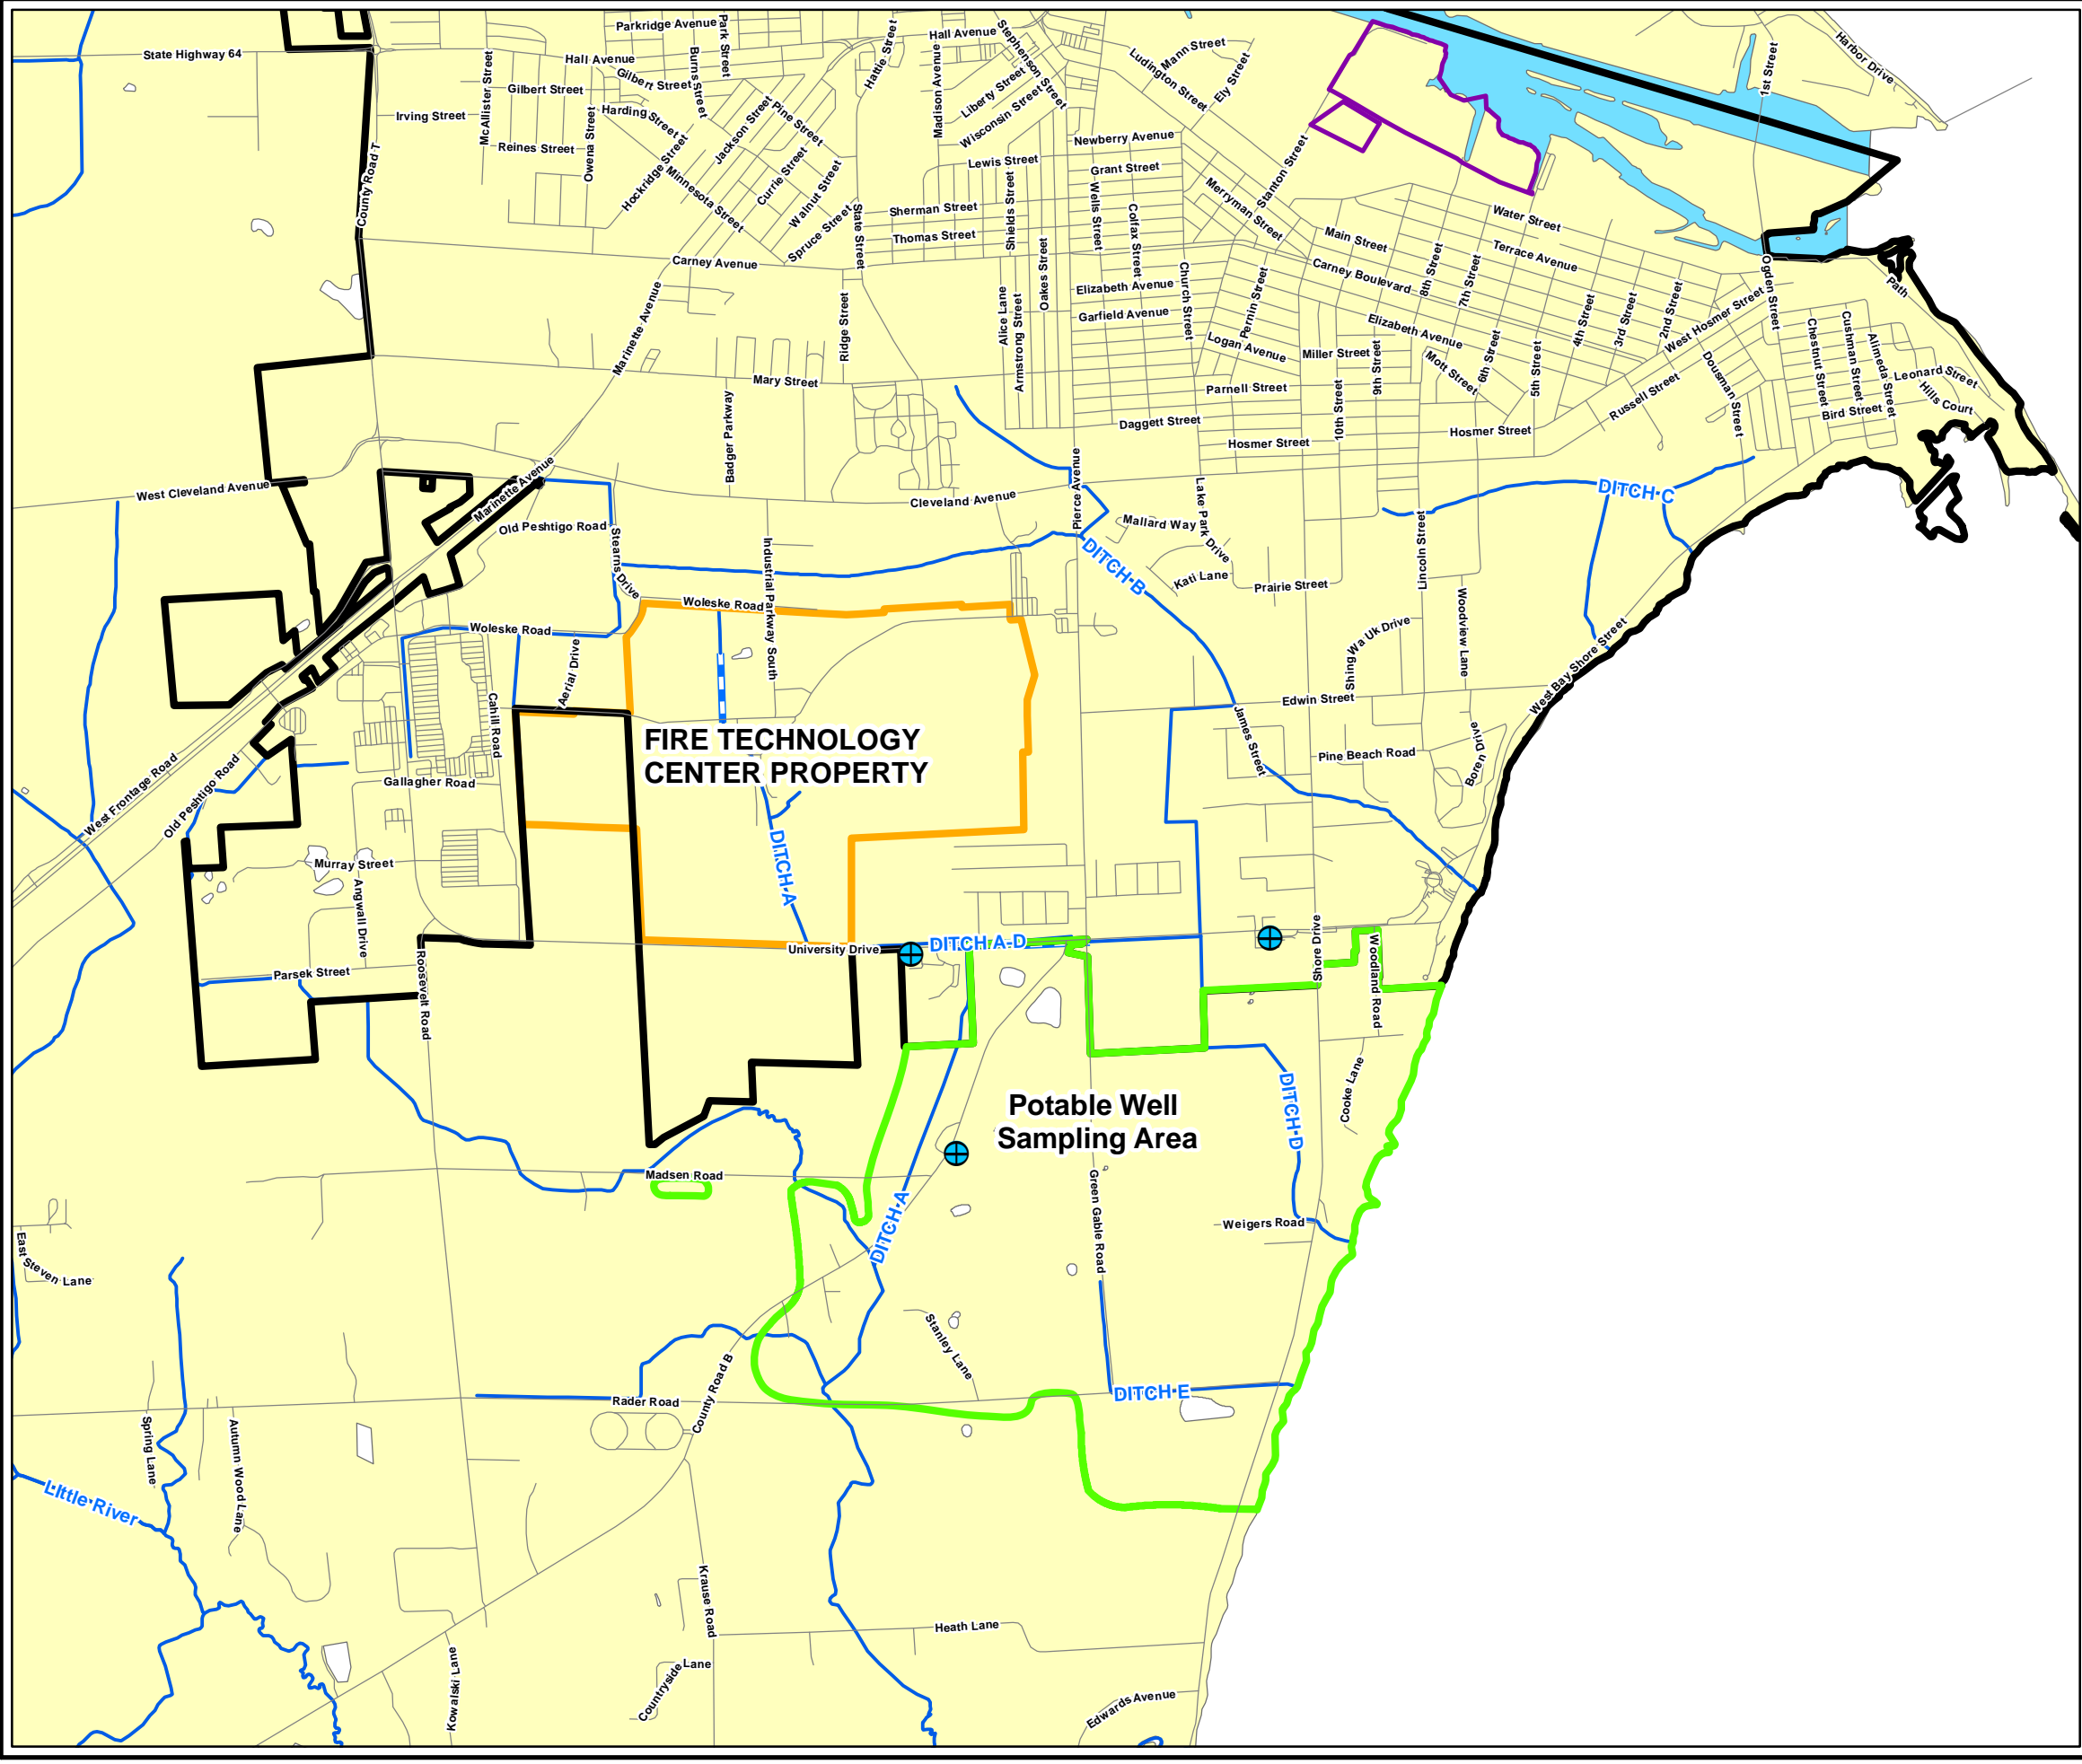 State Highway 64
Parkridge Avenue
Park Street
Burns Street
Hall Avenue
Gilbert Street
Gilbert Street
McAllister Street
Irving Street
Harding Street
Reines Street
Owena Street
Hockridge Street
Jackson Street
Pine Street
Minnesota Street
Currie Street
Walnut Street
Spruce Street
State Street
Hattie Street
Hall Avenue
Madison Avenue
Stephenson Street
Liberty Street
Wisconsin Street
Lewis Street
Sherman Street
Thomas Street
Shields Street
Oakes Street
Ludington Street
Mann Street
Ely Street
Newberry Avenue
Grant Street
Wells Street
Colfax Street
Merryman Street
Stanton Street
1st Street
Harbor Drive
Water Street
Main Street
Terrace Avenue
Carney Boulevard
8th Street
7th Street
County Road T
Carney Avenue
Marinette Avenue
Ridge Street
Alice Lane
Armstrong Street
Elizabeth Avenue
Garfield Avenue
Church Street
Pernin Street
Logan Avenue
Elizabeth Avenue
Miller Street
9th Street
Mott Street
6th Street
5th Street
4th Street
3rd Street
2nd Street
West Hosmer Street
Ogden Street
Path
Chestnut Street
Cushman Street
Alimeda Street
Leonard Street
Hills Court
Bird Street
Dousman Street
Russell Street
Mary Street
Badger Parkway
Parnell Street
Daggett Street
10th Street
Hosmer Street
Hosmer Street
West Cleveland Avenue
Marinette Avenue
Old Peshtigo Road
Cleveland Avenue
Pierce Avenue
Mallard Way
Lake Park Drive
Kati Lane
Prairie Street
Lincoln Street
DITCH-C
DITCH-B
Stearns Drive
Industrial Parkway South
Woleske Road
Woleske Road
Aerial Drive
Cahill Road
Gallagher Road
West Frontage Road
Old Peshtigo Road
Shing Wa Uk Drive
Woodview Lane
Edwin Street
West Bay Shore Street
James Street
Pine Beach Road
Boren Drive
FIRE TECHNOLOGY
CENTER PROPERTY
DITCH-A
Murray Street
Angwall Drive
Parsek Street
Roosevelt Road
University Drive
DITCH A-D
Shore Drive
Woodland Road
Cooke Lane
DITCH-D
Potable Well
Sampling Area
Madsen Road
DITCH-A
Green Gable Road
Weigers Road
East Steven Lane
Stanley Lane
County Road B
Rader Road
DITCH-E
Spring Lane
Autumn Wood Lane
LIttle River
Krause Road
Heath Lane
Kowalski Lane
Countryside Lane
Edwards Avenue